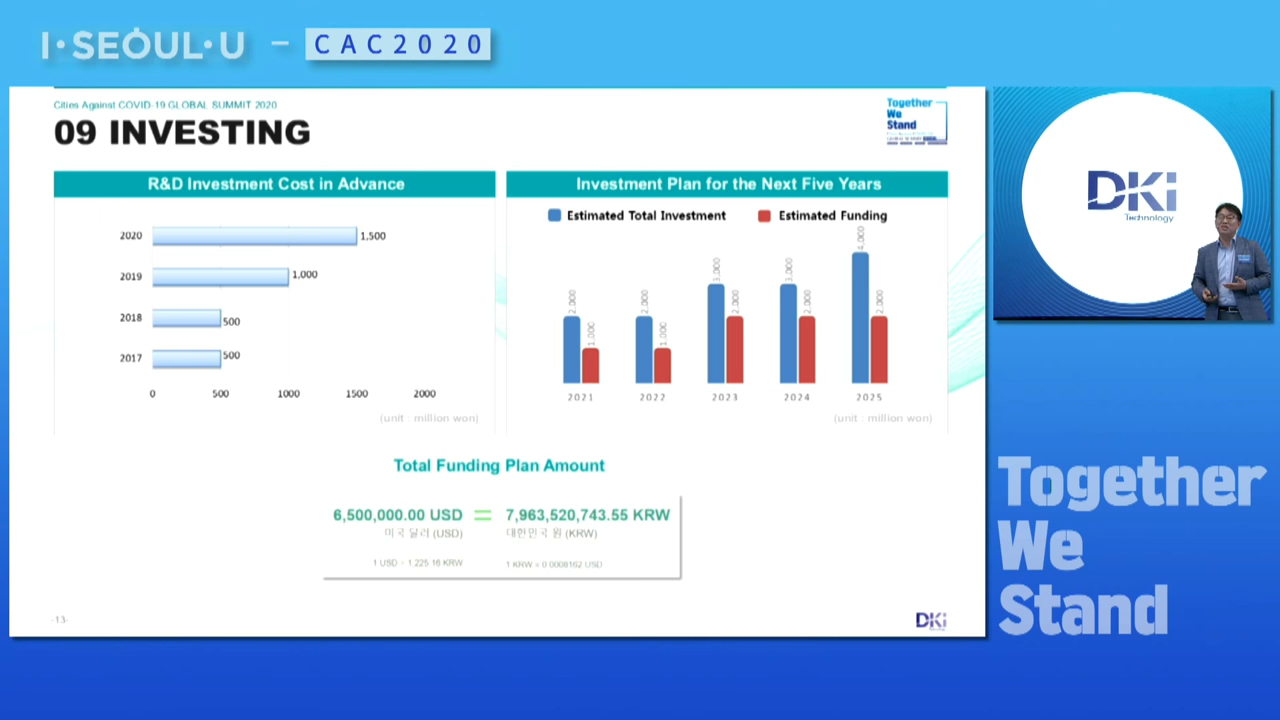 I·SEOUL·U – CAC2020
Cities Against COVID-19 GLOBAL SUMMIT 2020
09 INVESTING
Together
We
Stand
R&D Investment Cost in Advance
2020
1,500
2019
1,000
2018
500
2017
500
0 500 1000 1500 2000
(unit : million won)
Investment Plan for the Next Five Years
Estimated Total Investment Estimated Funding
2,000 1,000 2,000 1,000 3,000 2,000 3,000 2,000 4,000 2,000
2021 2022 2023 2024 2025
(unit : million won)
Total Funding Plan Amount
6,500,000.00 USD = 7,963,520,743.55 KRW
미국 달러 (USD) 대한민국 원 (KRW)
1 USD = 1,225.16 KRW 1 KRW = 0.0008162 USD
-13-
DKi
DKi
Technology
Together
We
Stand